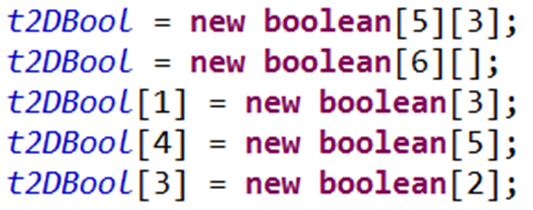 t2DBool = new boolean[5][3];
t2DBool = new boolean[6][];
t2DBool[1] = new boolean[3];
t2DBool[4] = new boolean[5];
t2DBool[3] = new boolean[2];